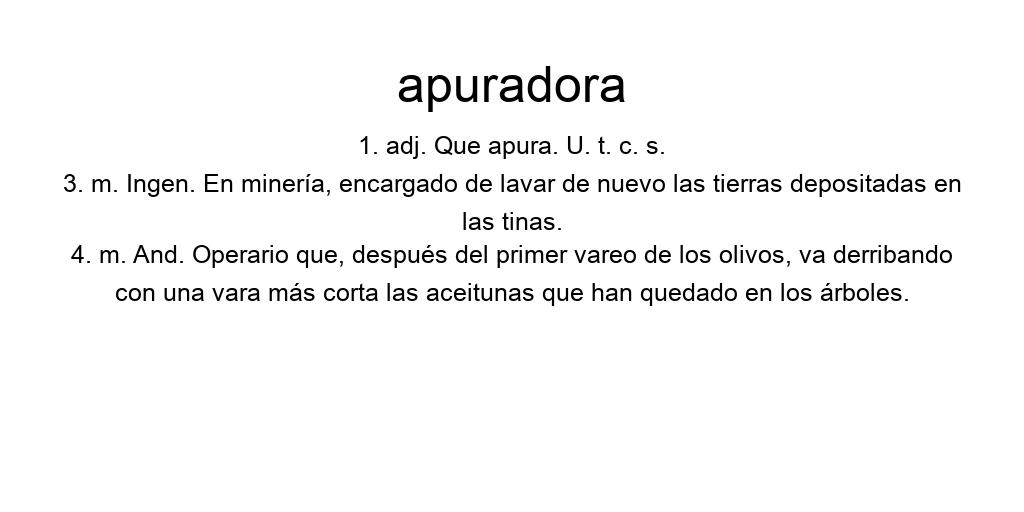 apuradora
1. adj. Que apura. U. t. c. s.
3. m. Ingen. En minería, encargado de lavar de nuevo las tierras depositadas en
las tinas.
4. m. And. Operario que, después del primer vareo de los olivos, va derribando
con una vara más corta las aceitunas que han quedado en los árboles.